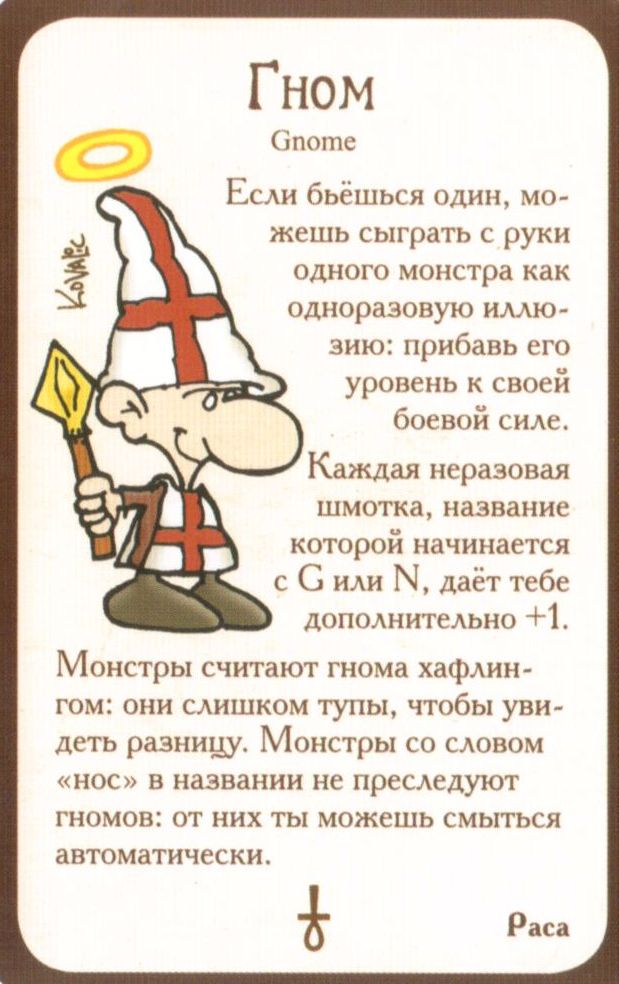 Гном
Gnome
Если бьёшься один, мо-
жешь сыграть с руки
одного монстра как
одноразовую иллю-
зию: прибавь его
уровень к своей
боевой силе.
Kovalic
Каждая неразовая
шмотка, название
которой начинается
с G или N, даёт тебе
дополнительно +1.
Монстры считают гнома хафлин-
гом: они слишком тупы, чтобы уви-
деть разницу. Монстры со словом
«нос» в названии не преследуют
гномов: от них ты можешь смыться
автоматически.
Раса